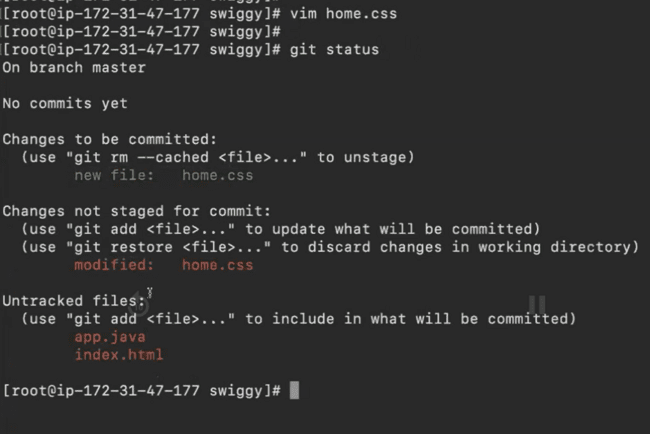 [root@ip-172-31-47-177 swiggy]# vim home.css
[root@ip-172-31-47-177 swiggy]#
[root@ip-172-31-47-177 swiggy]# git status
On branch master
No commits yet
Changes to be committed:
(use "git rm --cached <file>..." to unstage)
new file:   home.css
Changes not staged for commit:
(use "git add <file>..." to update what will be committed)
(use "git restore <file>..." to discard changes in working directory)
modified:   home.css
Untracked files:
(use "git add <file>..." to include in what will be committed)
app.java
index.html
[root@ip-172-31-47-177 swiggy]#